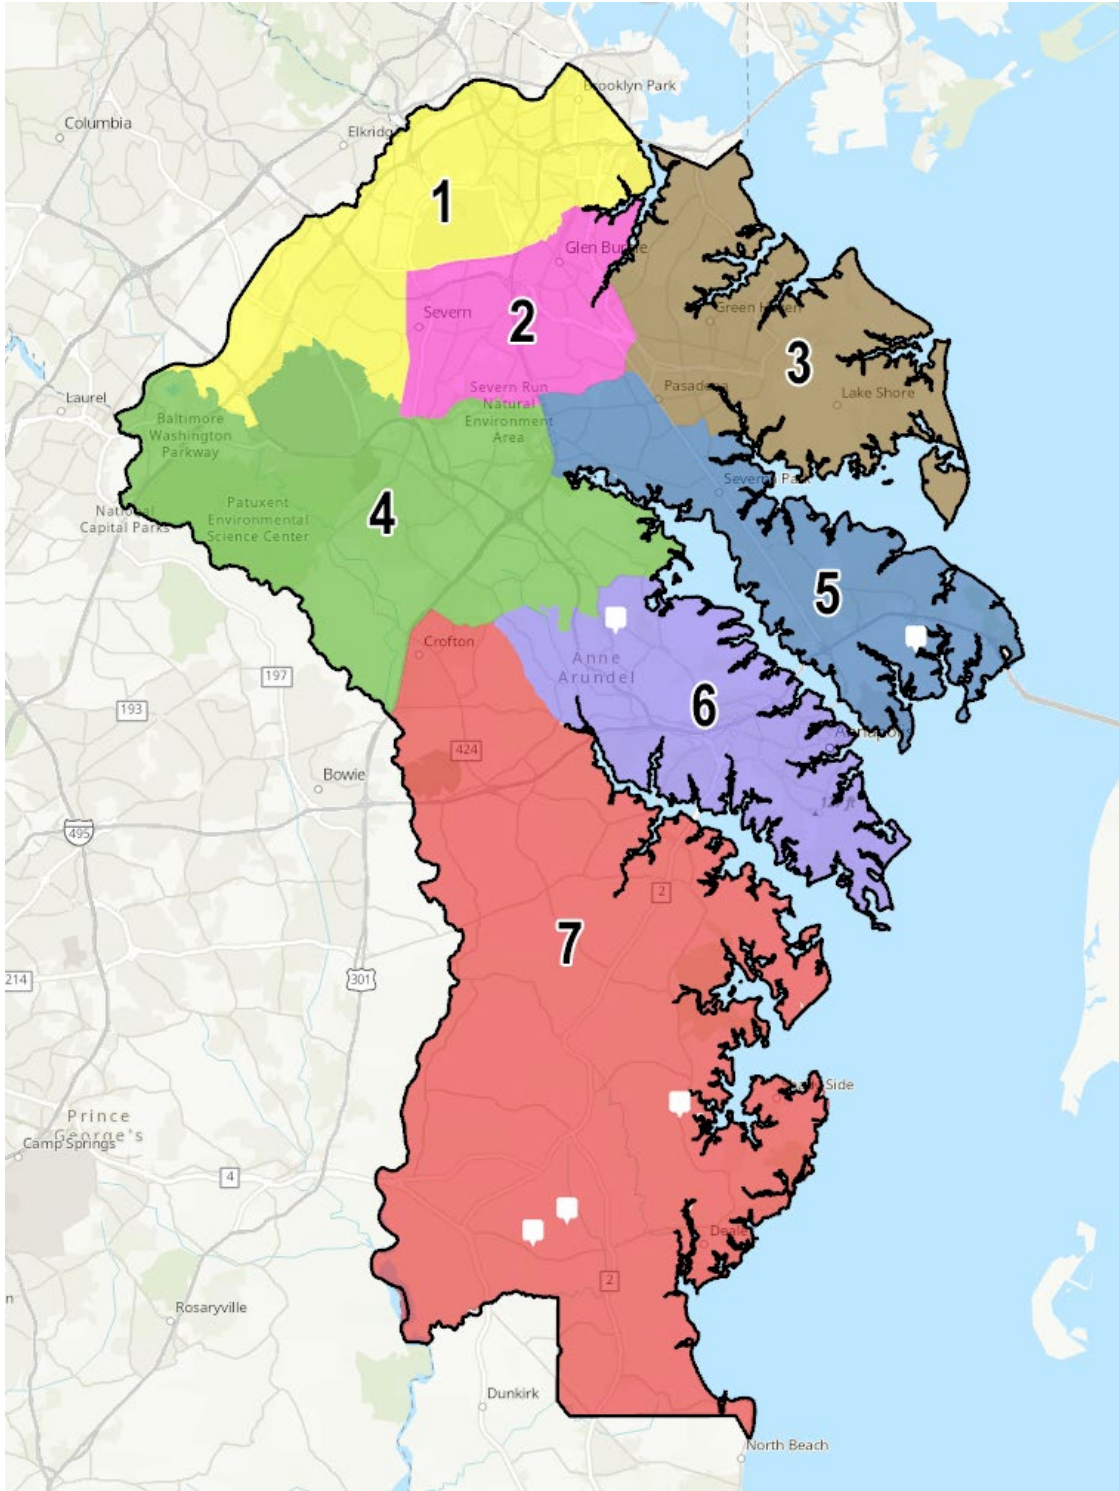 Brooklyn Park
Columbia
Elkridg
1
Glen Burnie
Severn
2
Green Haven
3
Laurel
Severn Run
Natural
Environment
Area
Pasadena
Lake Shore
Baltimore
Washington
Parkway
Severna Park
National
Capital Parks
Patuxent
Environmental
Science Center
4
5
Crofton
Anne
Arundel
197
193
6
Annapolis
424
Bowie
495
2
7
214
301
Shady Side
Prince
George's
Camp Springs
4
Deale
2
Rosaryville
Dunkirk
North Beach